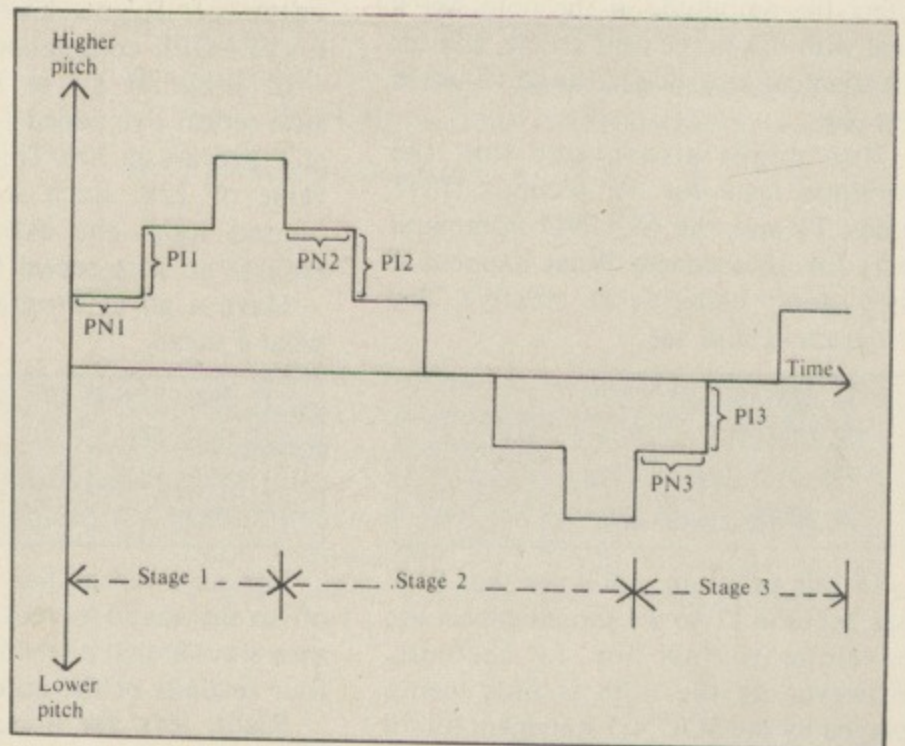 Higher
pitch
PI1
PN1
PN2
PI2
Time
PI3
PN3
Stage 1
Stage 2
Stage 3
Lower
pitch